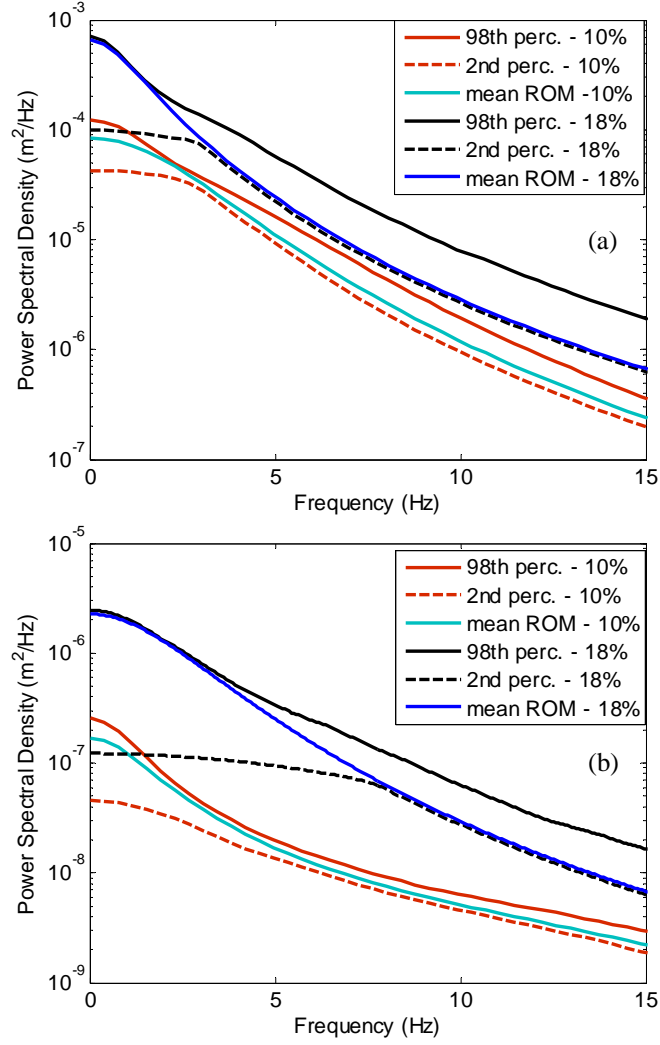 10^-3
10^-4
10^-5
10^-6
10^-7
Power Spectral Density (m^2/Hz)
98th perc. - 10%
2nd perc. - 10%
mean ROM -10%
98th perc. - 18%
2nd perc. - 18%
mean ROM - 18%
(a)
0 5 10 15
Frequency (Hz)
10^-5
10^-6
10^-7
10^-8
10^-9
Power Spectral Density (m^2/Hz)
98th perc. - 10%
2nd perc. - 10%
mean ROM - 10%
98th perc. - 18%
2nd perc. - 18%
mean ROM - 18%
(b)
0 5 10 15
Frequency (Hz)